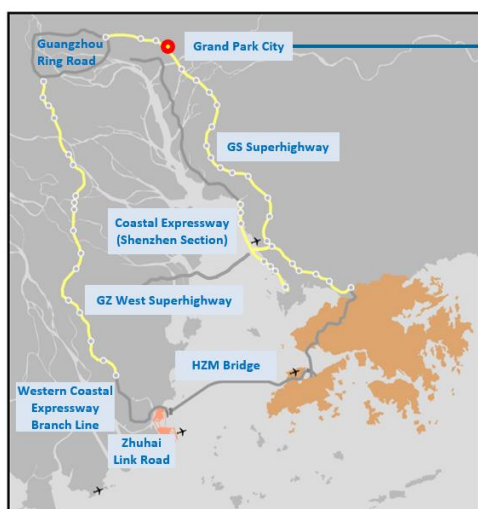 Guangzhou
Ring Road
Grand Park City
GS Superhighway
Coastal Expressway
(Shenzhen Section)
GZ West Superhighway
HZM Bridge
Western Coastal
Expressway
Branch Line
Zhuhai
Link Road